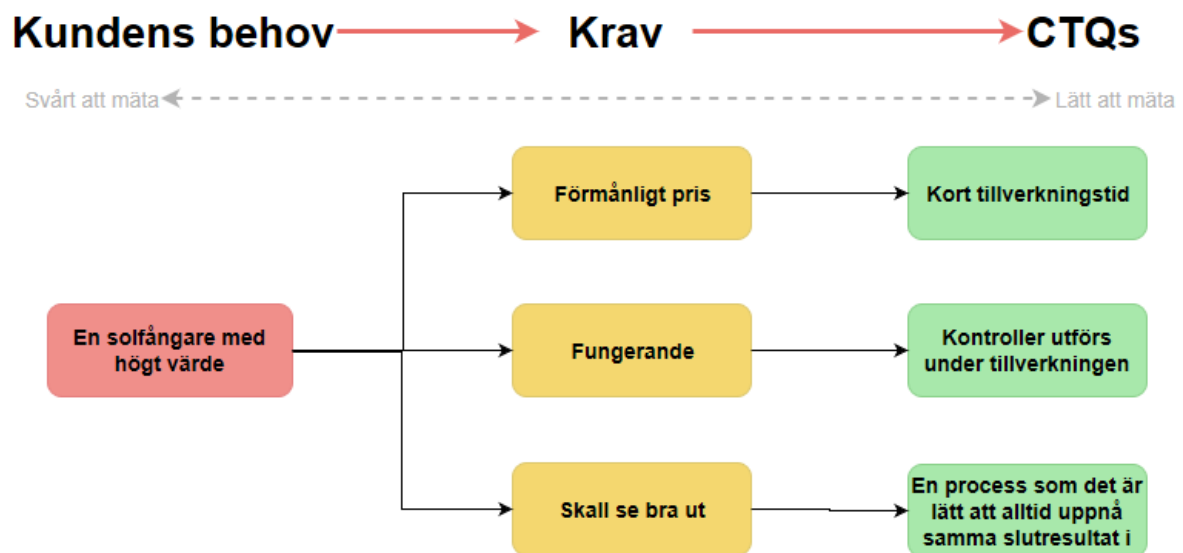 Kundens behov
Krav
CTQs
Svårt att mäta
Lätt att mäta
Förmånligt pris
Kort tillverkningstid
En solfångare med
högt värde
Fungerande
Kontroller utförs
under tillverkningen
Skall se bra ut
En process som det är
lätt att alltid uppnå
samma slutresultat i